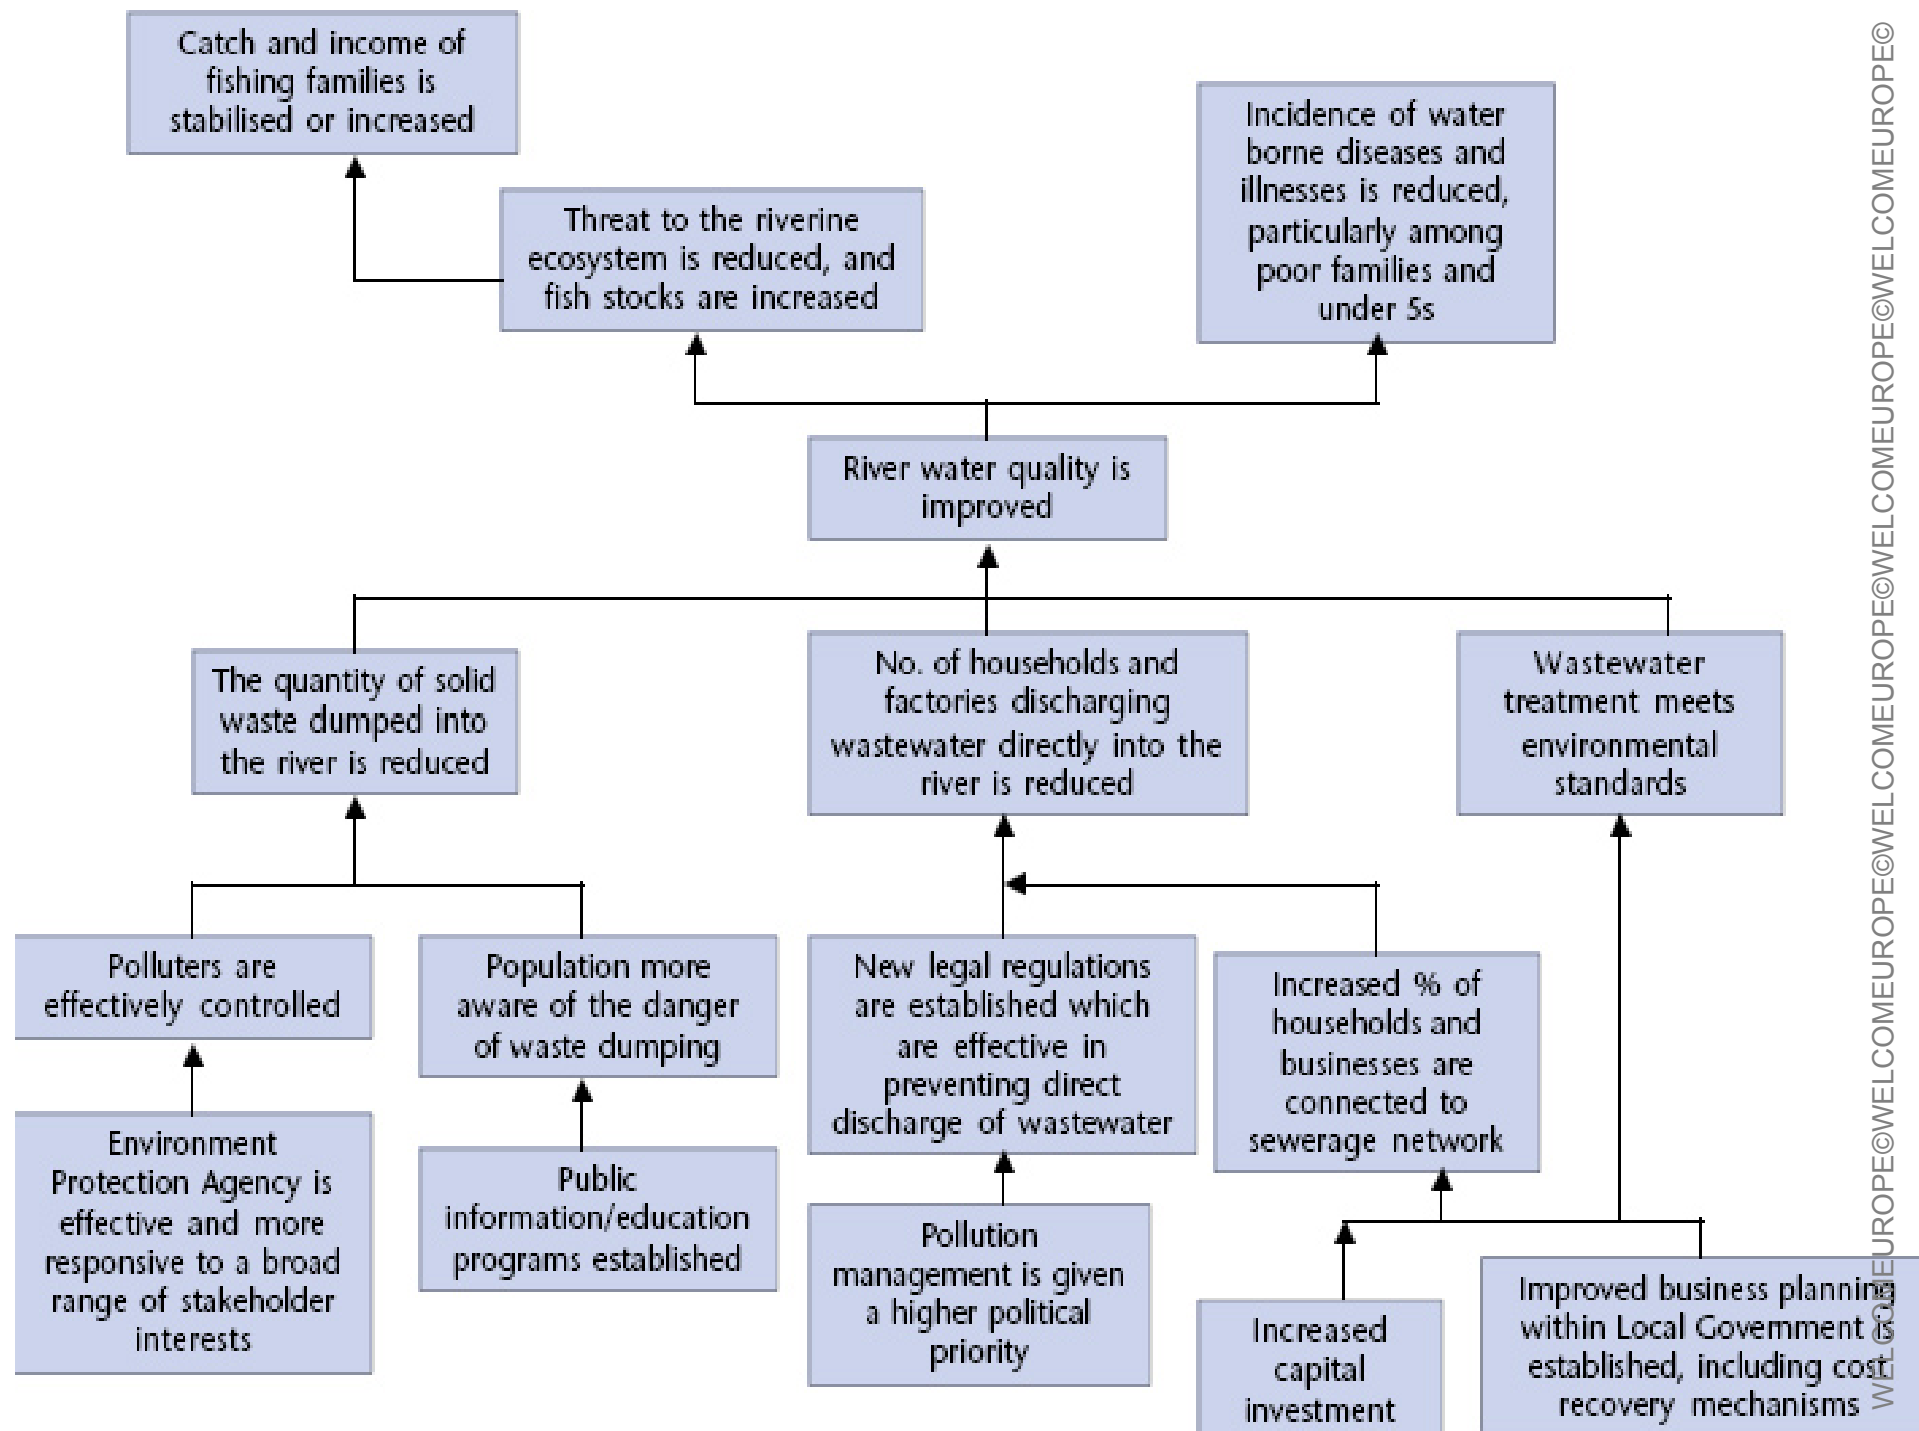 Catch and income of
fishing families is
stabilised or increased
Incidence of water
borne diseases and
illnesses is reduced,
particularly among
poor families and
under 5s
Threat to the riverine
ecosystem is reduced, and
fish stocks are increased
River water quality is
improved
The quantity of solid
waste dumped into
the river is reduced
No. of households and
factories discharging
wastewater directly into the
river is reduced
Wastewater
treatment meets
environmental
standards
Polluters are
effectively controlled
Population more
aware of the danger
of waste dumping
New legal regulations
are established which
are effective in
preventing direct
discharge of wastewater
Increased % of
households and
businesses are
connected to
sewerage network
Environment
Protection Agency is
effective and more
responsive to a broad
range of stakeholder
interests
Public
information/education
programs established
Pollution
management is given
a higher political
priority
Increased
capital
investment
Improved business planning
within Local Government is
established, including cost
recovery mechanisms
WELCOMEUROPE©WELCOMEUROPE©WELCOMEUROPE©WELCOMEUROPE©WELCOMEUROPE©